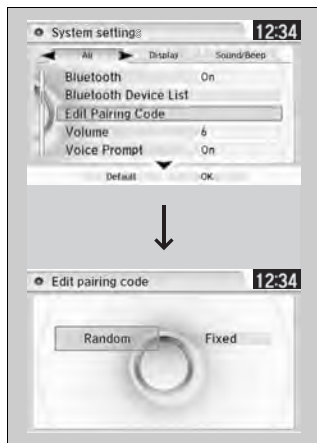 System settings 12:34
All Display Sound/Beep
Bluetooth On
Bluetooth Device List
Edit Pairing Code
Volume 6
Voice Prompt On
Default OK
Edit pairing code 12:34
Random Fixed